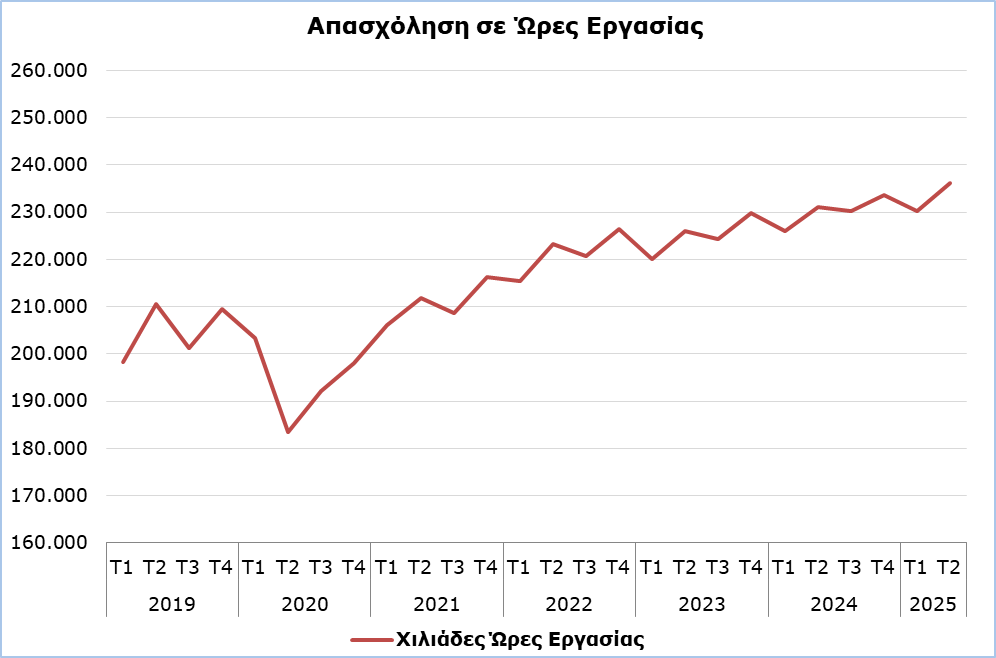 Απασχόληση σε Ώρες Εργασίας
260.000
250.000
240.000
230.000
220.000
210.000
200.000
190.000
180.000
170.000
160.000
Τ1 Τ2 Τ3 Τ4 Τ1 Τ2 Τ3 Τ4 Τ1 Τ2 Τ3 Τ4 Τ1 Τ2 Τ3 Τ4 Τ1 Τ2 Τ3 Τ4 Τ1 Τ2 Τ3 Τ4 Τ1 Τ2
2019 2020 2021 2022 2023 2024 2025
Χιλιάδες Ώρες Εργασίας